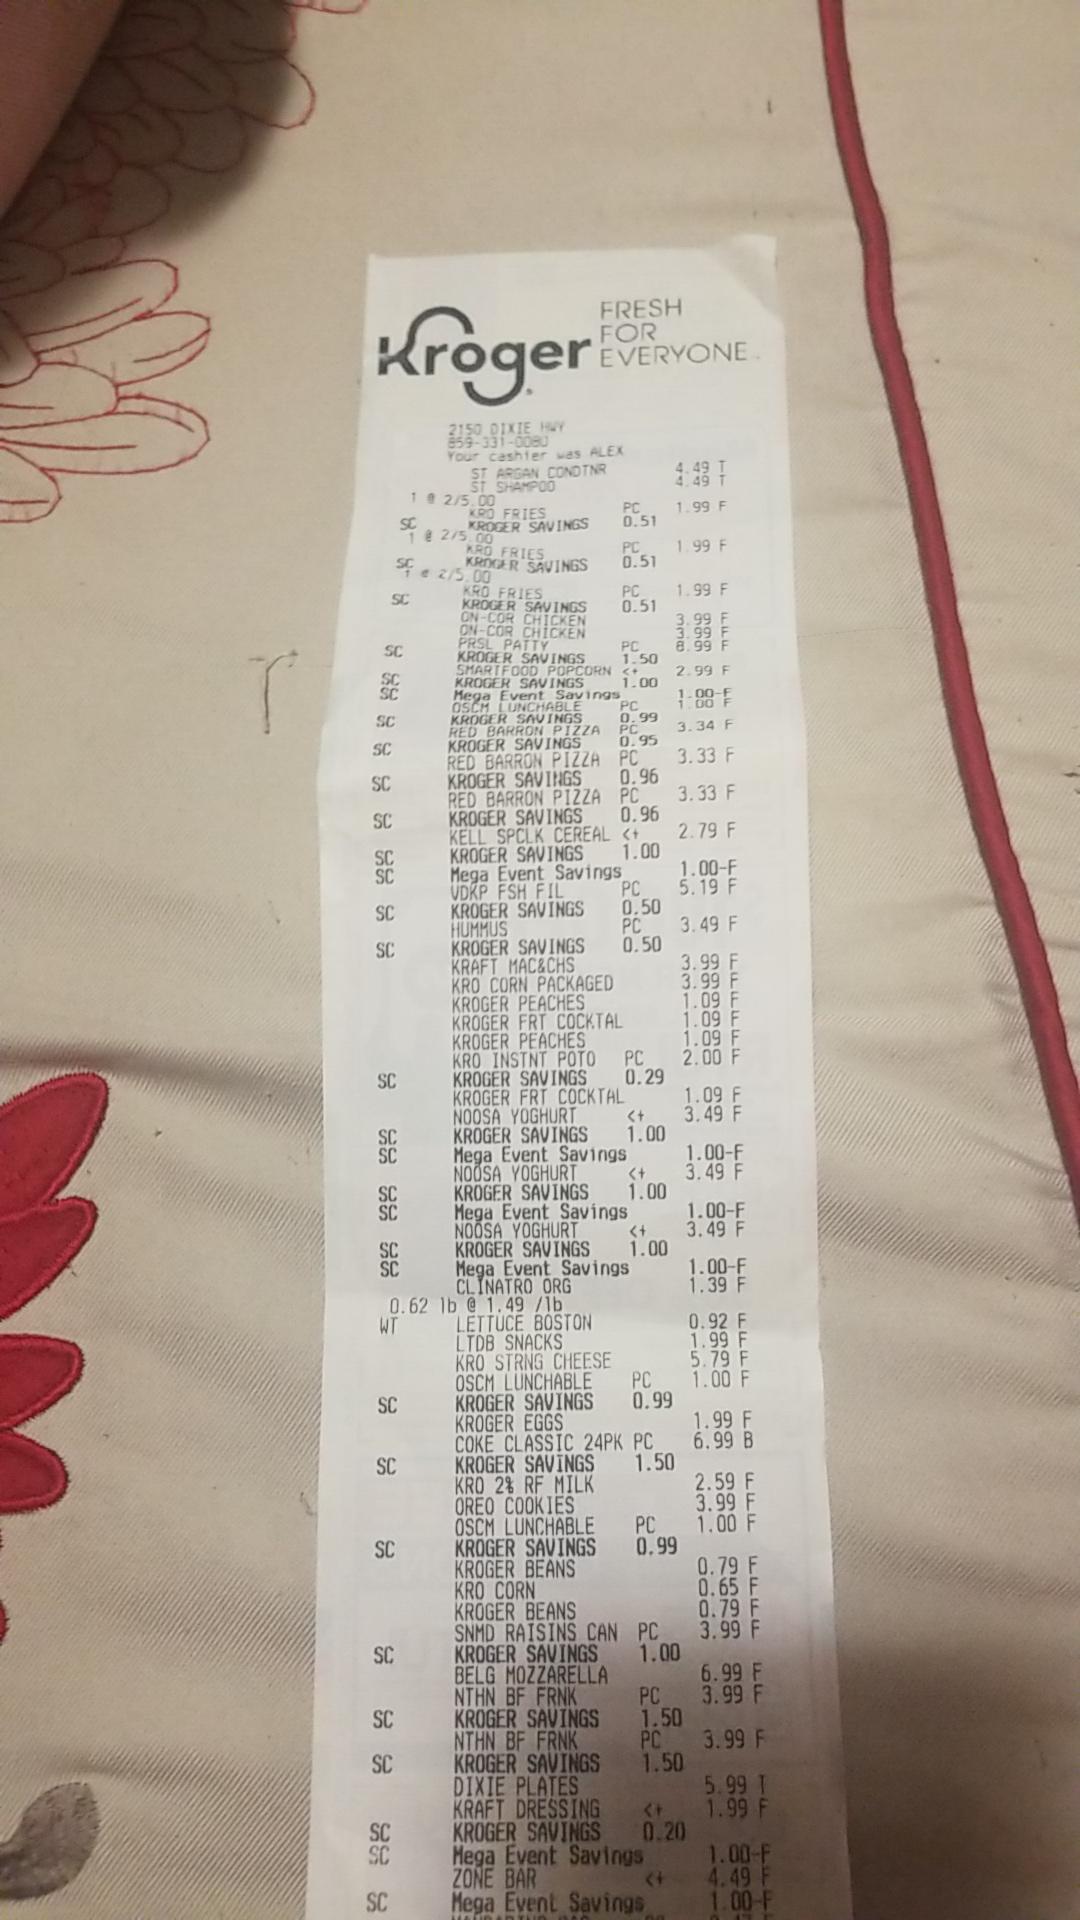 Kroger
FRESH
FOR
EVERYONE
2150 DIXIE HWY
859-331-0080
Your cashier was ALEX
ST ARGAN CONDTNR 4.49 T
ST SHAMPOO 4.49 T
1 @ 2/5.00
KRO FRIES PC 1.99 F
SC KROGER SAVINGS 0.51
1 @ 2/5.00
KRO FRIES PC 1.99 F
SC KROGER SAVINGS 0.51
1 @ 2/5.00
KRO FRIES PC 1.99 F
SC KROGER SAVINGS 0.51
ON-COR CHICKEN 3.99 F
ON-COR CHICKEN 3.99 F
PRSL PATTY PC 8.99 F
SC KROGER SAVINGS 1.50
SMARTFOOD POPCORN <+ 2.99 F
SC KROGER SAVINGS 1.00
SC Mega Event Savings 1.00-F
OSCM LUNCHABLE PC 1.00 F
SC KROGER SAVINGS 0.99
RED BARRON PIZZA PC 3.34 F
SC KROGER SAVINGS 0.95
RED BARRON PIZZA PC 3.33 F
SC KROGER SAVINGS 0.96
RED BARRON PIZZA PC 3.33 F
SC KROGER SAVINGS 0.96
KELL SPCLK CEREAL <+ 2.79 F
SC KROGER SAVINGS 1.00
SC Mega Event Savings 1.00-F
VDKP FSH FIL PC 5.19 F
SC KROGER SAVINGS 0.50
HUMMUS PC 3.49 F
SC KROGER SAVINGS 0.50
KRAFT MAC&CHS 3.99 F
KRO CORN PACKAGED 3.99 F
KROGER PEACHES 1.09 F
KROGER FRT COCKTAL 1.09 F
KROGER PEACHES 1.09 F
KRO INSTNT POTO PC 2.00 F
SC KROGER SAVINGS 0.29
KROGER FRT COCKTAL 1.09 F
NOOSA YOGHURT <+ 3.49 F
SC KROGER SAVINGS 1.00
SC Mega Event Savings 1.00-F
NOOSA YOGHURT <+ 3.49 F
SC KROGER SAVINGS 1.00
SC Mega Event Savings 1.00-F
NOOSA YOGHURT <+ 3.49 F
SC KROGER SAVINGS 1.00
SC Mega Event Savings 1.00-F
CLINATRO ORG 1.39 F
0.62 lb @ 1.49 /lb
WT LETTUCE BOSTON 0.92 F
LTDB SNACKS 1.99 F
KRO STRNG CHEESE 5.79 F
OSCM LUNCHABLE PC 1.00 F
SC KROGER SAVINGS 0.99
KROGER EGGS 1.99 F
COKE CLASSIC 24PK PC 6.99 B
SC KROGER SAVINGS 1.50
KRO 2% RF MILK 2.59 F
OREO COOKIES 3.99 F
OSCM LUNCHABLE PC 1.00 F
SC KROGER SAVINGS 0.99
KROGER BEANS 0.79 F
KRO CORN 0.65 F
KROGER BEANS 0.79 F
SNMD RAISINS CAN PC 3.99 F
SC KROGER SAVINGS 1.00
BELG MOZZARELLA 6.99 F
NTHN BF FRNK PC 3.99 F
SC KROGER SAVINGS 1.50
NTHN BF FRNK PC 3.99 F
SC KROGER SAVINGS 1.50
DIXIE PLATES 5.99 T
KRAFT DRESSING <+ 1.99 F
SC KROGER SAVINGS 0.20
SC Mega Event Savings 1.00-F
ZONE BAR <+ 4.49 F
SC Mega Event Savings 1.00-F